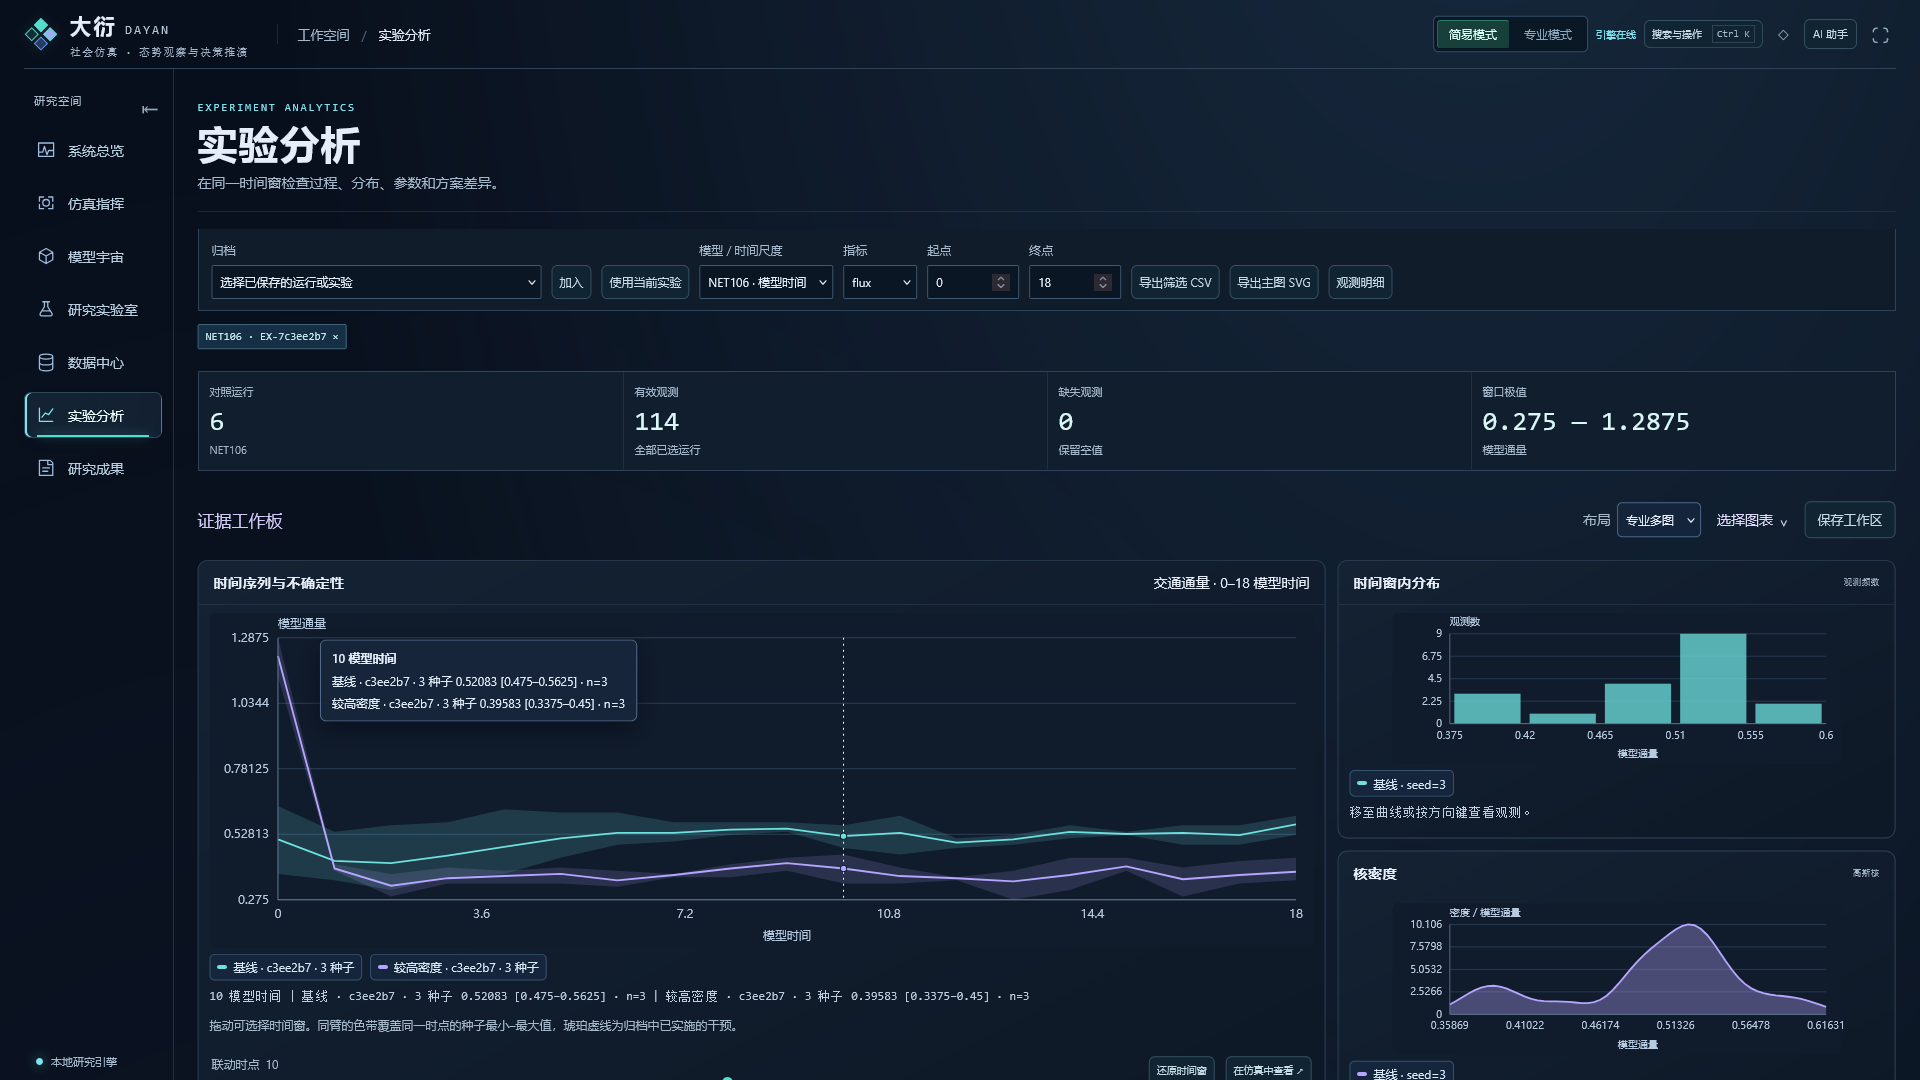 大衍 DAYAN
社会仿真 · 态势观察与决策推演
工作空间 / 实验分析
简易模式 专业模式 引擎在线 搜索与操作 Ctrl K ◇ AI 助手
研究空间
系统总览
仿真指挥
模型宇宙
研究实验室
数据中心
实验分析
研究成果
本地研究引擎
EXPERIMENT ANALYTICS
实验分析
在同一时间窗检查过程、分布、参数和方案差异。
归档 模型 / 时间尺度 指标 起点 终点
选择已保存的运行或实验 加入 使用当前实验 NET106 · 模型时间 flux 0 18 导出筛选 CSV 导出主图 SVG 观测明细
NET106 · EX-7c3ee2b7 ×
对照运行
6
NET106
有效观测
114
全部已选运行
缺失观测
0
保留空值
窗口极值
0.275 — 1.2875
模型通量
证据工作板
布局 专业多图 选择图表 保存工作区
时间序列与不确定性 交通通量 · 0–18 模型时间
模型通量
1.2875
1.0344
0.78125
0.52813
0.275
10 模型时间
基线 · c3ee2b7 · 3 种子 0.52083 [0.475–0.5625] · n=3
较高密度 · c3ee2b7 · 3 种子 0.39583 [0.3375–0.45] · n=3
0 3.6 7.2 10.8 14.4 18
模型时间
基线 · c3ee2b7 · 3 种子 较高密度 · c3ee2b7 · 3 种子
10 模型时间 | 基线 · c3ee2b7 · 3 种子 0.52083 [0.475–0.5625] · n=3 | 较高密度 · c3ee2b7 · 3 种子 0.39583 [0.3375–0.45] · n=3
拖动可选择时间窗。同臂的色带覆盖同一时点的种子最小–最大值，琥珀虚线为归档中已实施的干预。
联动时点 10 还原时间窗 在仿真中查看 ↗
时间窗内分布 观测频数
观测数
9
6.75
4.5
2.25
0
0.375 0.42 0.465 0.51 0.555 0.6
模型通量
基线 · seed=3
移至曲线或按方向键查看观测。
核密度 高斯核
密度 / 模型通量
10.106
7.5798
5.0532
2.5266
0
0.35869 0.41022 0.46174 0.51326 0.56478 0.61631
模型通量
基线 · seed=3